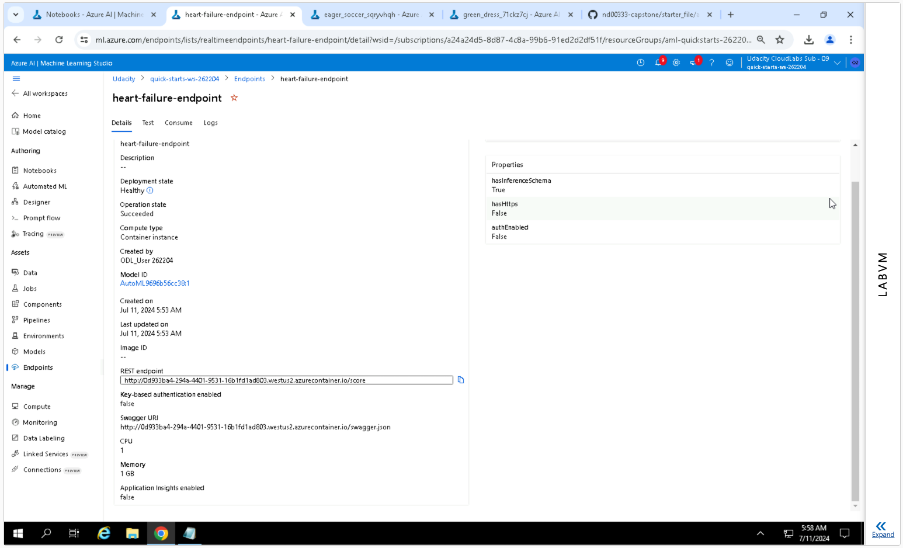 Notebooks - Azure AI | Machine
heart-failure-endpoint - Azure A
eager_soccer_sqryvhqh - Azure
green_dress_71ckz7cj - Azure AI
nd00333-capstone/starter_file/
ml.azure.com/endpoints/lists/realtimeendpoints/heart-failure-endpoint/detail?wsid=/subscriptions/a24a24d5-8d87-4c8a-99b6-91ed2d2df51f/resourceGroups/aml-quickstarts-26220...
Azure AI | Machine Learning Studio
Udacity CloudLabs Sub - 09
quick-starts-ws-262204
All workspaces
Home
Model catalog
Authoring
Notebooks
Automated ML
Designer
Prompt flow
Tracing PREVIEW
Assets
Data
Jobs
Components
Pipelines
Environments
Models
Endpoints
Manage
Compute
Monitoring
Data Labeling
Linked Services PREVIEW
Connections PREVIEW
Udacity > quick-starts-ws-262204 > Endpoints > heart-failure-endpoint
heart-failure-endpoint
Details Test Consume Logs
heart-failure-endpoint
Description
--
Deployment state
Healthy
Operation state
Succeeded
Compute type
Container instance
Created by
ODL_User 262204
Model ID
AutoML9696b56cc38:1
Created on
Jul 11, 2024 5:53 AM
Last updated on
Jul 11, 2024 5:53 AM
Image ID
--
REST endpoint
http://0d933ba4-294a-4401-9531-16b1fd1ad803.westus2.azurecontainer.io/score
Key-based authentication enabled
false
Swagger URI
http://0d933ba4-294a-4401-9531-16b1fd1ad803.westus2.azurecontainer.io/swagger.json
CPU
1
Memory
1 GB
Application Insights enabled
false
Properties
hasInferenceSchema
True
hasHttps
False
authEnabled
False
5:58 AM
7/11/2024
LABVM
Expand